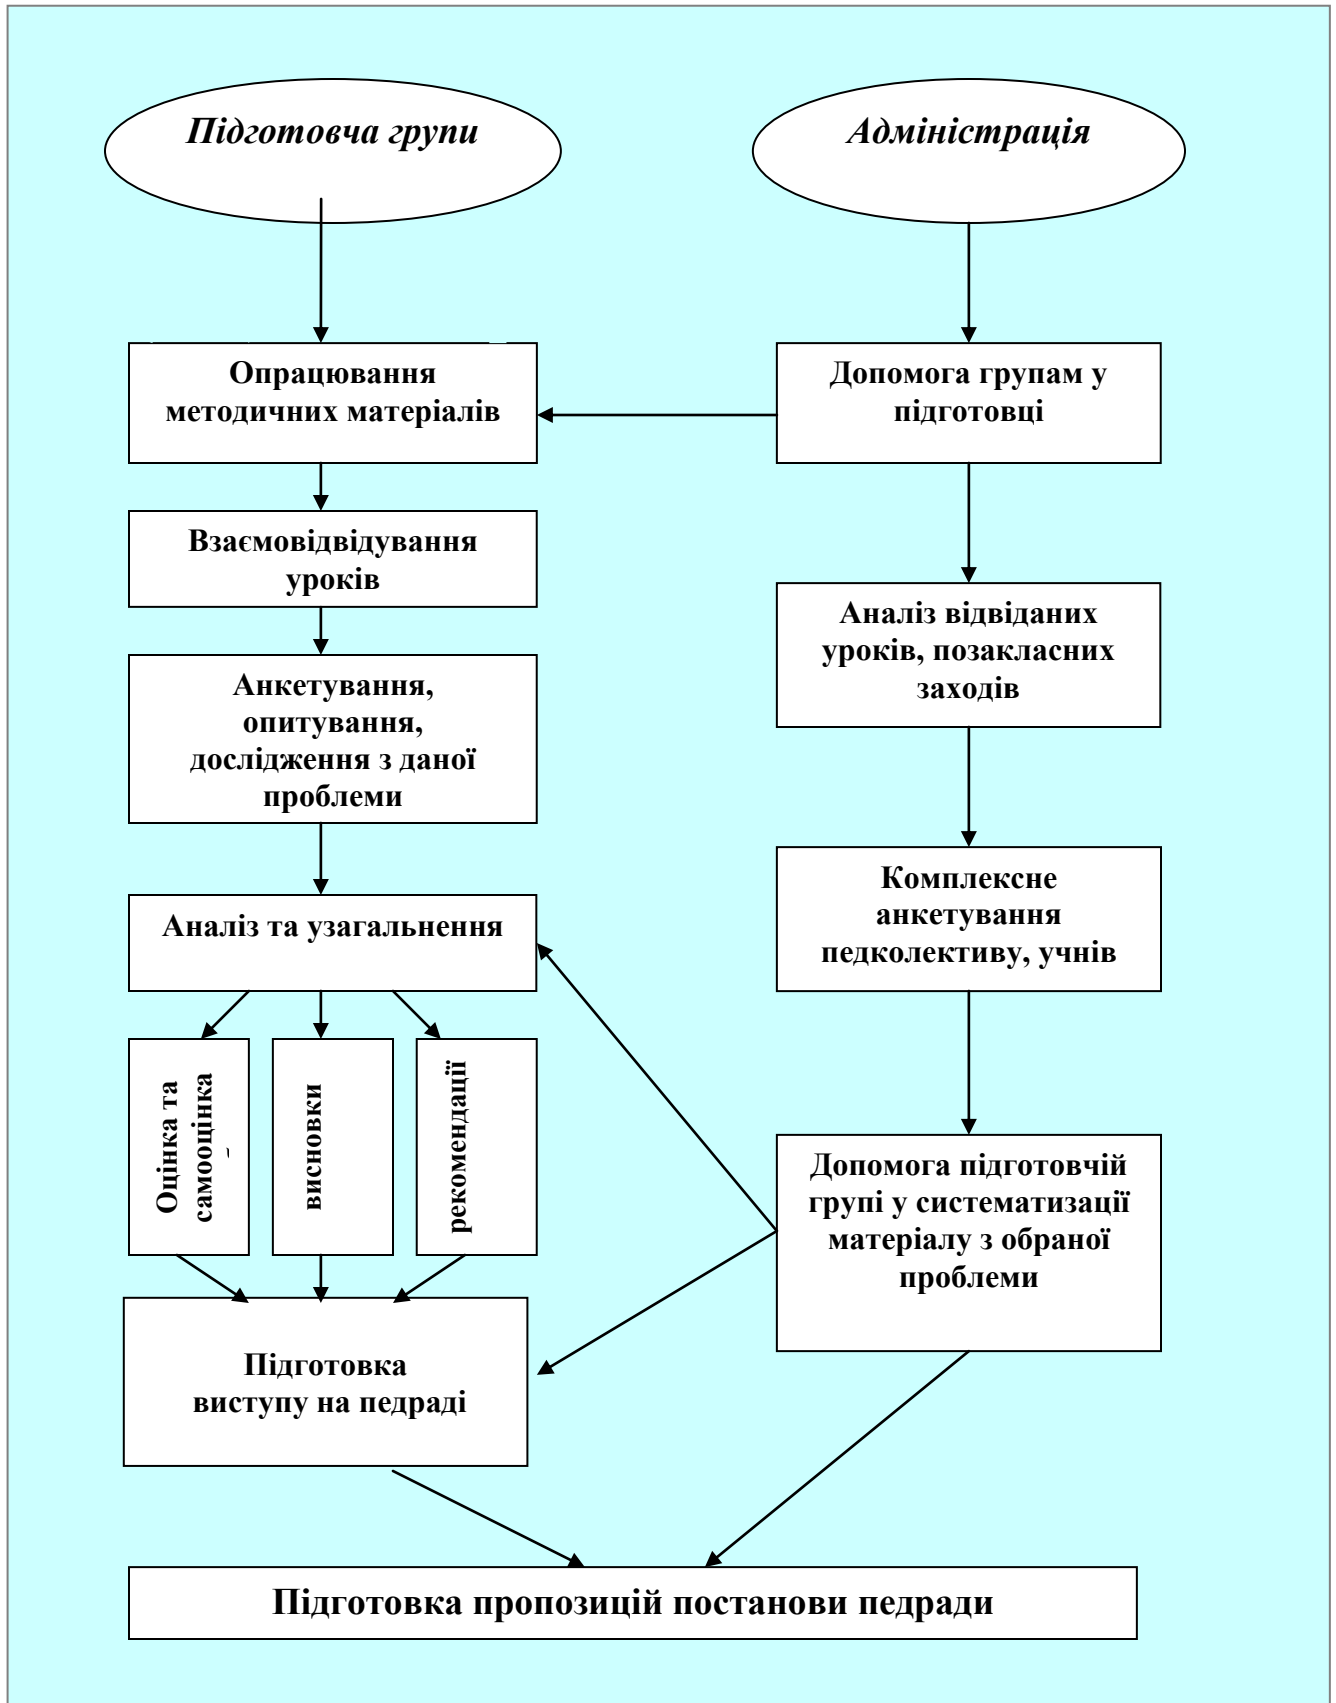 Підготовча групи
Адміністрація
Опрацювання
методичних матеріалів
Допомога групам у
підготовці
Взаємовідвідування
уроків
Аналіз відвіданих
уроків, позакласних
заходів
Анкетування,
опитування,
дослідження з даної
проблеми
Комплексне
анкетування
педколективу, учнів
Аналіз та узагальнення
Оцінка та
самооцінка
висновки
рекомендації
Допомога підготовчій
групі у систематизації
матеріалу з обраної
проблеми
Підготовка
виступу на педраді
Підготовка пропозицій постанови педради